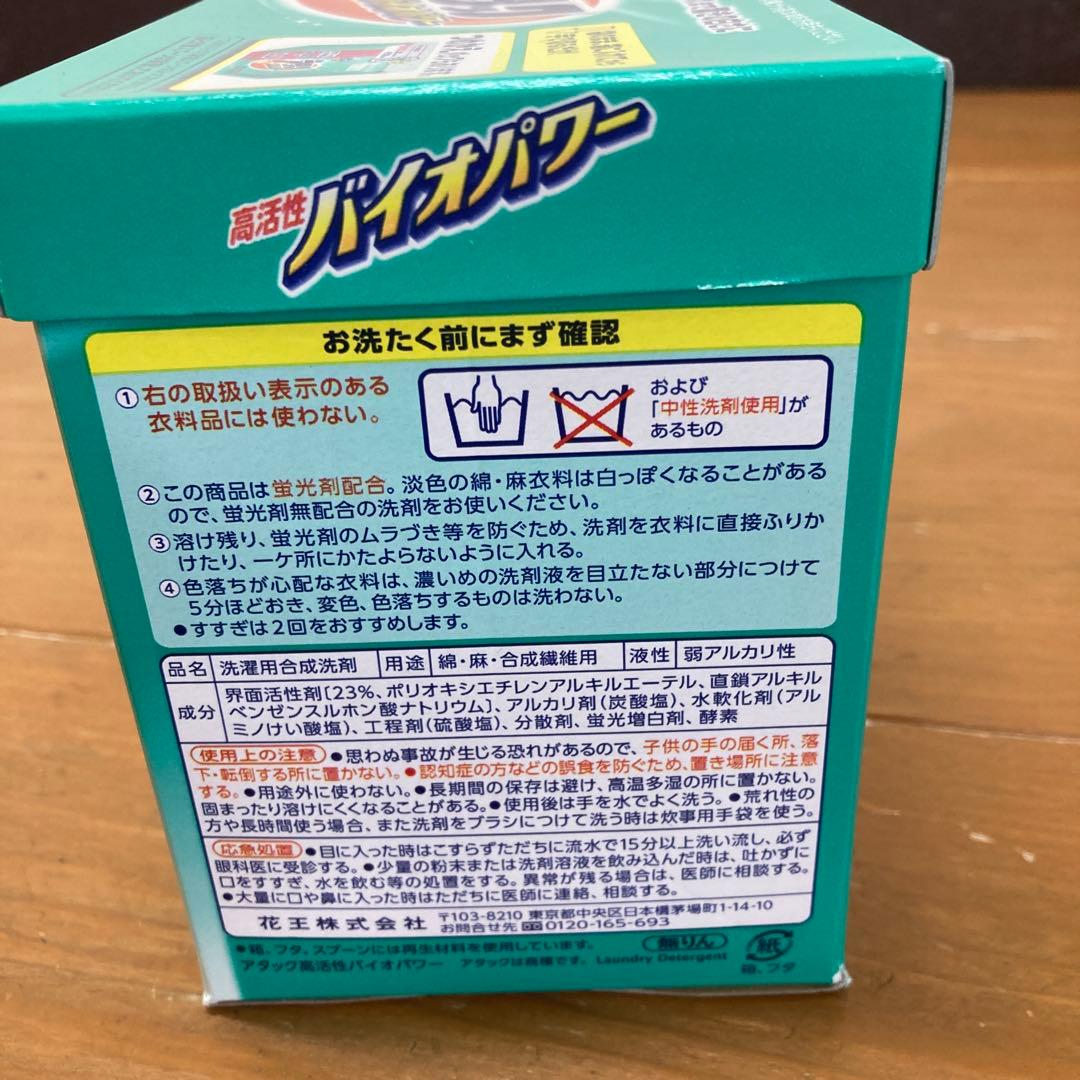 高活性
バイオパワー
お洗たく前にまず確認
①右の取扱い表示のある
衣料品には使わない。
および
「中性洗剤使用」が
あるもの
②この商品は蛍光剤配合。淡色の綿・麻衣料は白っぽくなることがある
ので、蛍光剤無配合の洗剤をお使いください。
③溶け残り、蛍光剤のムラづき等を防ぐため、洗剤を衣料に直接ふりか
けたり、一ケ所にかたよらないように入れる。
④色落ちが心配な衣料は、濃いめの洗剤液を目立たない部分につけて
5分ほどおき、変色、色落ちするものは洗わない。
●すすぎは2回をおすすめします。
品名 洗濯用合成洗剤 用途 綿・麻・合成繊維用 液性 弱アルカリ性
成分 界面活性剤〔23%、ポリオキシエチレンアルキルエーテル、直鎖アルキル
ベンゼンスルホン酸ナトリウム〕、アルカリ剤(炭酸塩)、水軟化剤(アル
ミノけい酸塩)、工程剤(硫酸塩)、分散剤、蛍光増白剤、酵素
使用上の注意 ●思わぬ事故が生じる恐れがあるので、子供の手の届く所、落
下・転倒する所に置かない。●認知症の方などの誤食を防ぐため、置き場所に注意
する。●用途外に使わない。●長期間の保存は避け、高温多湿の所に置かない。
固まったり溶けにくくなることがある。●使用後は手を水でよく洗う。●荒れ性の
方や長時間使う場合、また洗剤をブラシにつけて洗う時は炊事用手袋を使う。
応急処置 ●目に入った時はこすらずただちに流水で15分以上洗い流し、必ず
眼科医に受診する。●少量の粉末または洗剤溶液を飲み込んだ時は、吐かずに
口をすすぎ、水を飲む等の処置をする。異常が残る場合は、医師に相談する。
●大量に口や鼻に入った時はただちに医師に連絡、相談する。
花王株式会社 〒103-8210 東京都中央区日本橋茅場町1-14-10
お問合せ先 0120-165-693
●箱、フタ、スプーンには再生材料を使用しています。 無りん 紙
アタック高活性バイオパワー アタックは商標です。 Laundry Detergent 箱、フタ